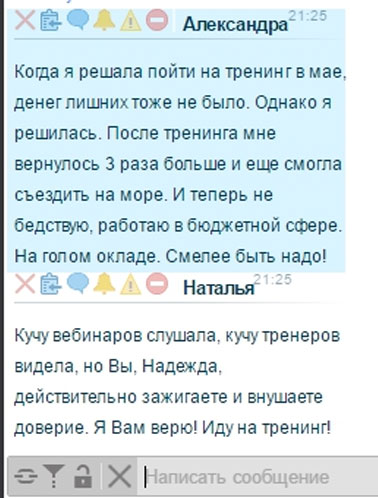 Александра 21:25
Когда я решала пойти на тренинг в мае,
денег лишних тоже не было. Однако я
решилась. После тренинга мне
вернулось 3 раза больше и еще смогла
съездить на море. И теперь не
бедствую, работаю в бюджетной сфере.
На голом окладе. Смелее быть надо!
Наталья 21:25
Кучу вебинаров слушала, кучу тренеров
видела, но Вы, Надежда,
действительно зажигаете и внушаете
доверие. Я Вам верю! Иду на тренинг!
Написать сообщение